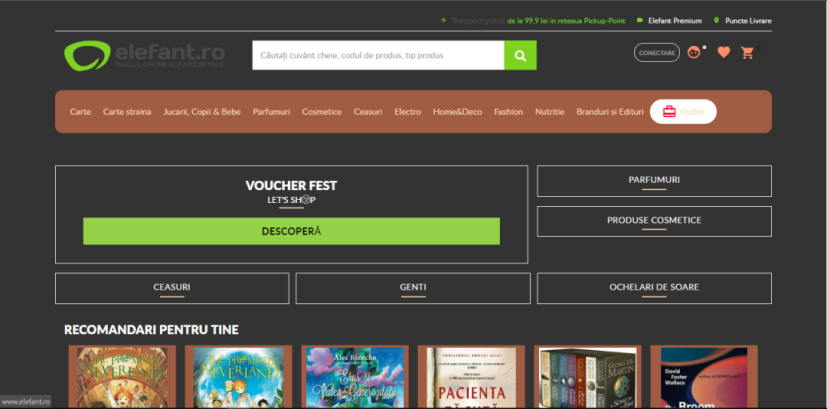 Transport gratuit de la 99,9 lei in reteaua Pickup-Point
Elefant Premium
Puncte Livrare
elefant.ro
MALLUL ONLINE AL FAMILIEI TALE
Căutați cuvânt cheie, codul de produs, tip produs
CONECTARE
Carte
Carte straina
Jucarii, Copii & Bebe
Parfumuri
Cosmetice
Ceasuri
Electro
Home&Deco
Fashion
Nutritie
Branduri si Edituri
Outlet
VOUCHER FEST
LET'S SHOP
DESCOPERĂ
PARFUMURI
PRODUSE COSMETICE
CEASURI
GENTI
OCHELARI DE SOARE
RECOMANDARI PENTRU TINE
THE PROMISED
NEVERLAND
THE PROMISED
NEVERLAND
Alec Blenche
Elus și
Valea Generozității
PACIENTA
GEORGE R.R.
MARTIN
David
Foster
Wallace
The Broom
www.elefant.ro